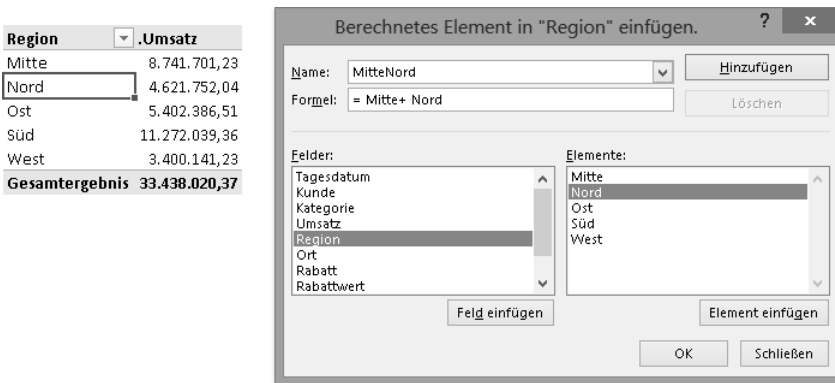 Region .Umsatz
Mitte 8.741.701,23
Nord 4.621.752,04
Ost 5.402.386,51
Süd 11.272.039,36
West 3.400.141,23
Gesamtergebnis 33.438.020,37
Berechnetes Element in "Region" einfügen. ? x
Name: MitteNord Hinzufügen
Formel: = Mitte+ Nord Löschen
Felder:
Tagesdatum
Kunde
Kategorie
Umsatz
Region
Ort
Rabatt
Rabattwert
Feld einfügen
Elemente:
Mitte
Nord
Ost
Süd
West
Element einfügen
OK Schließen